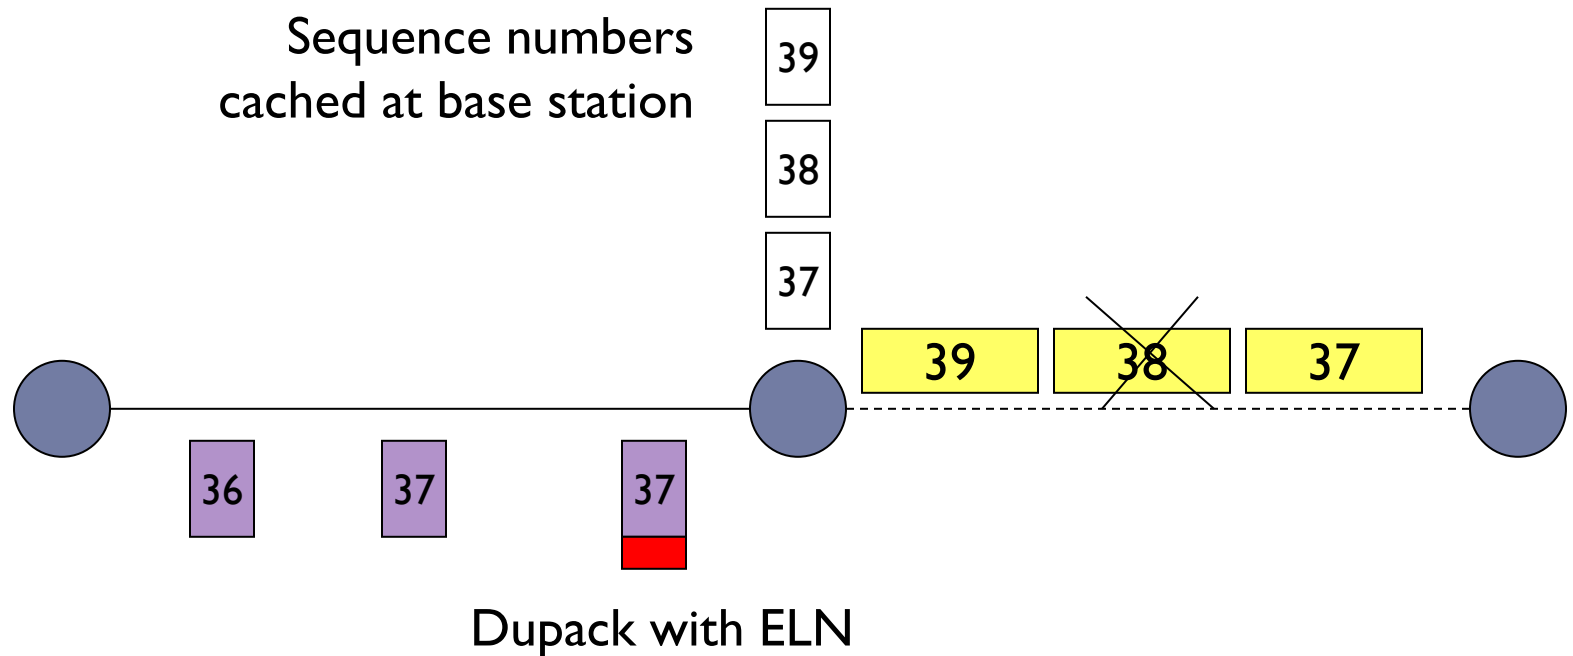 Sequence numbers
cached at base station
39
38
37
39 38 37
36 37 37
Dupack with ELN